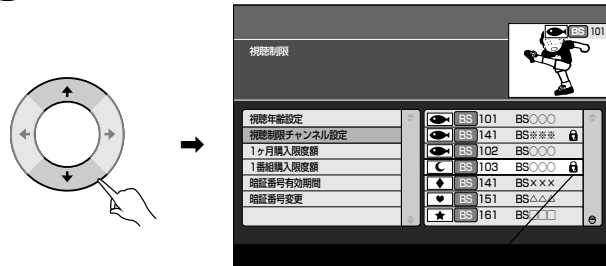 BS 101
視聴制限
視聴年齢設定
視聴制限チャンネル設定
1ヶ月購入限度額
1番組購入限度額
暗証番号有効期間
暗証番号変更
BS 101 BS○○○
BS 141 BS※※※
BS 102 BS○○○
BS 103 BS○○○
BS 141 BS×××
BS 151 BS△△△
BS 161 BS□□□